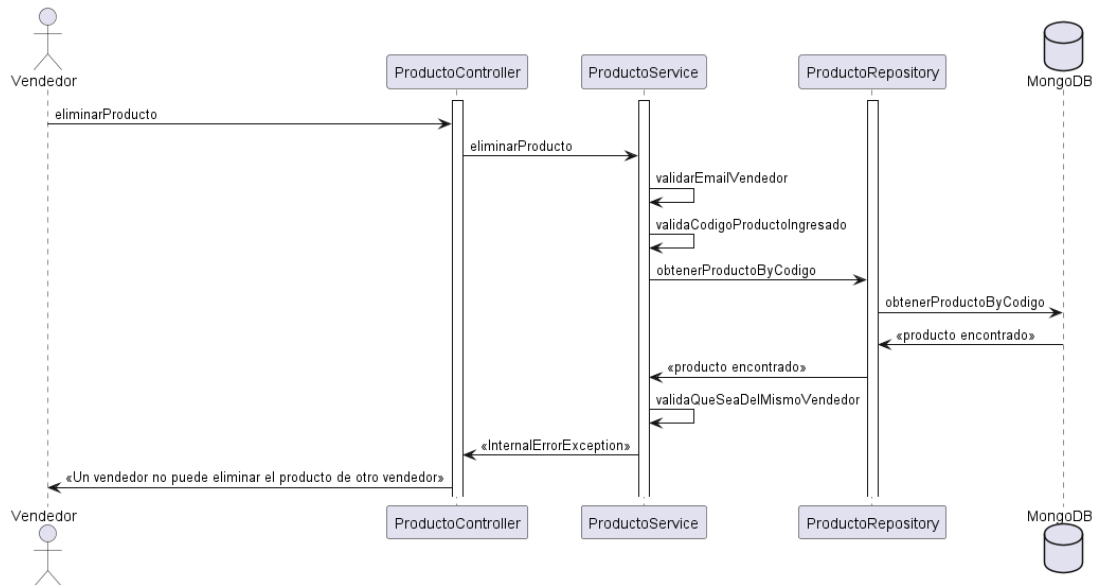 Vendedor
ProductoController
ProductoService
ProductoRepository
MongoDB
eliminarProducto
eliminarProducto
validarEmailVendedor
validaCodigoProductoIngresado
obtenerProductoByCodigo
obtenerProductoByCodigo
«producto encontrado»
«producto encontrado»
validaQueSeaDelMismoVendedor
«InternalErrorException»
«Un vendedor no puede eliminar el producto de otro vendedor»
Vendedor
ProductoController
ProductoService
ProductoRepository
MongoDB